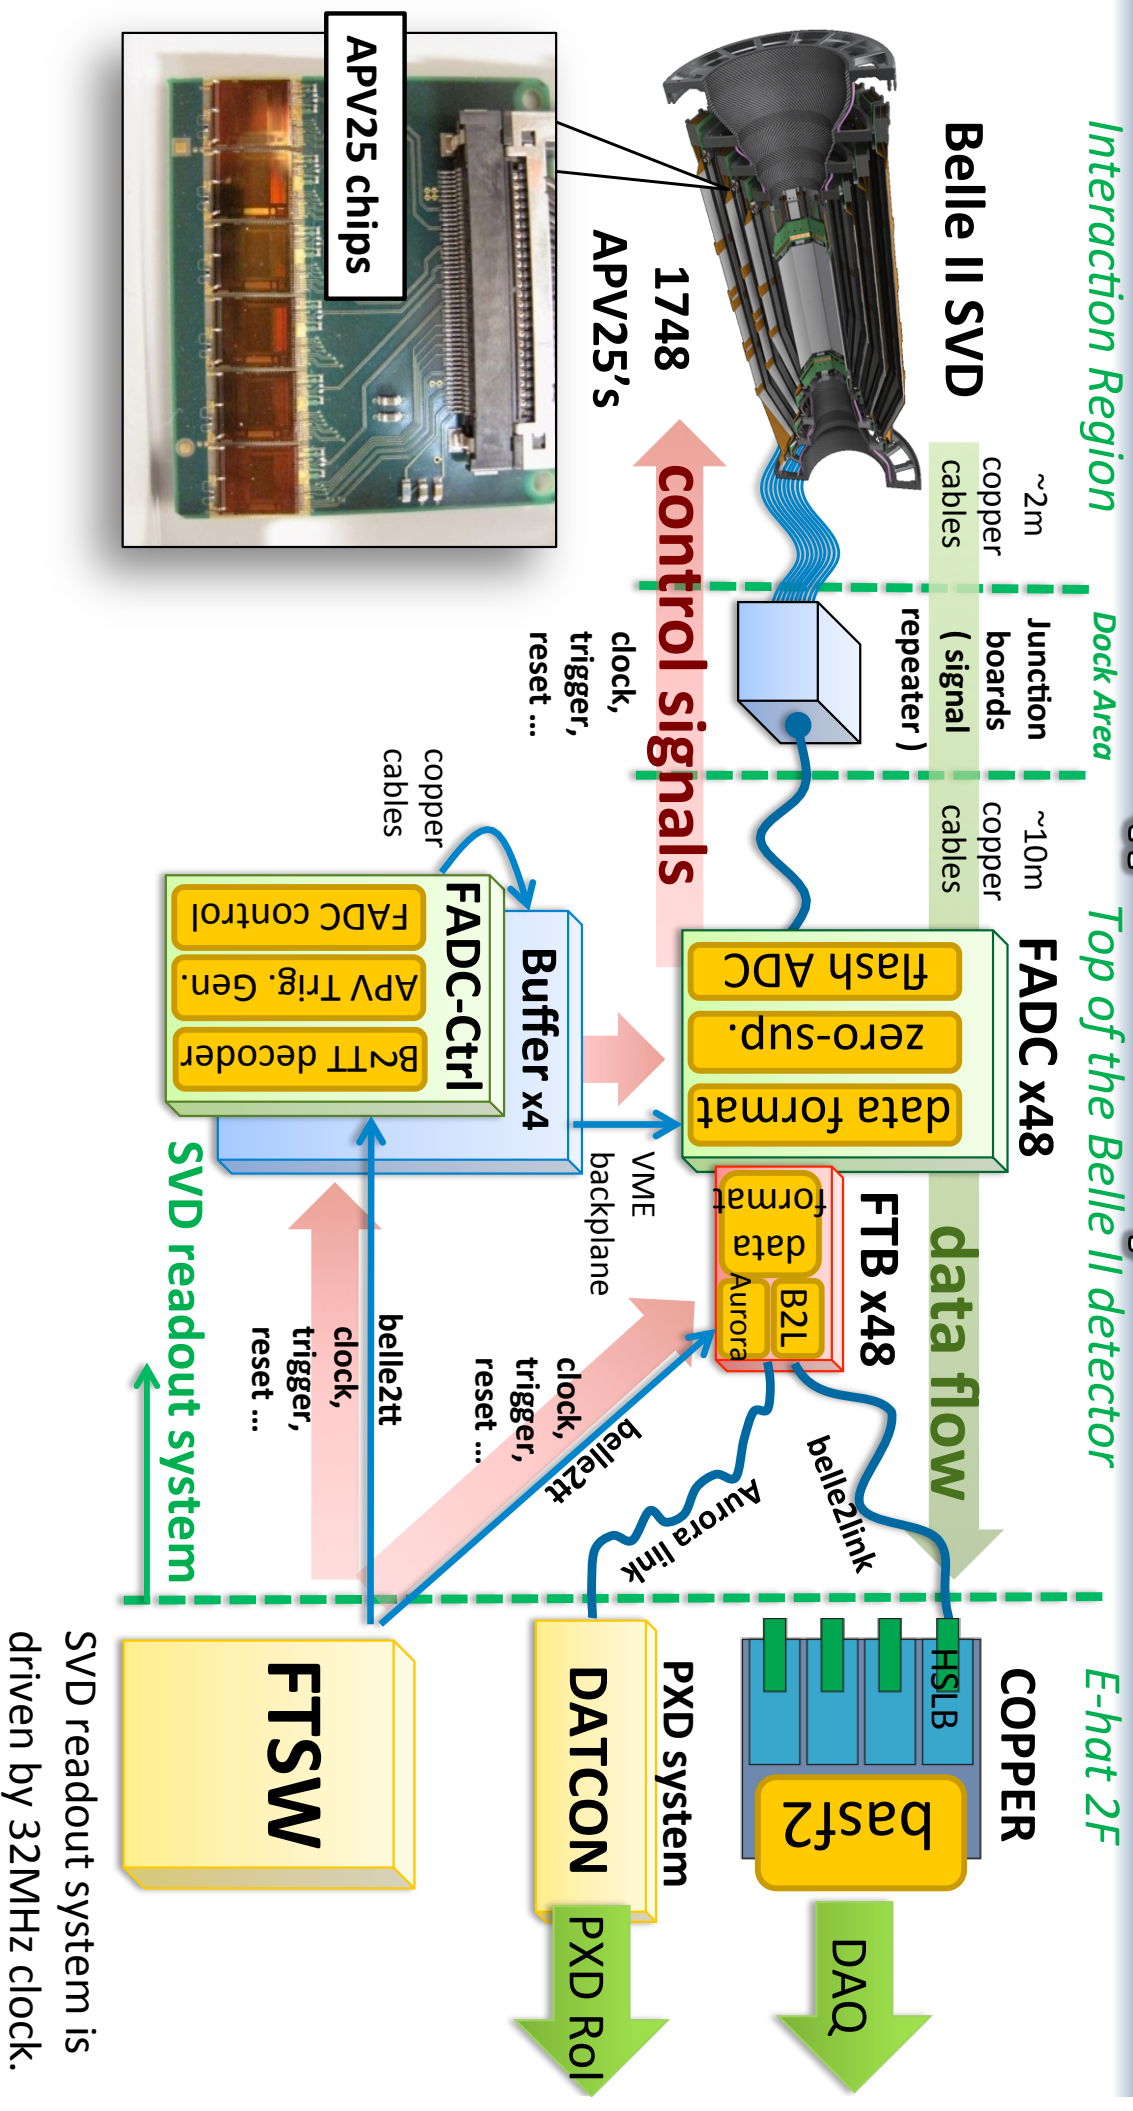 Interaction Region
Dock Area
Top of the Belle II detector
E-hat 2F
Belle II SVD
~2m
copper
cables
Junction
boards
( signal
repeater )
~10m
copper
cables
FADC x48
data flow
COPPER
HSLB
basf2
DAQ
flash ADC
zero-sup.
data format
FTB x48
data
format
B2L
Aurora
belle2link
Aurora link
PXD system
DATCON
PXD RoI
1748
APV25's
control signals
clock,
trigger,
reset ...
APV25 chips
copper
cables
Buffer x4
FADC-Ctrl
FADC control
APV Trig. Gen.
B2TT decoder
VME
backplane
belle2tt
clock,
trigger,
reset ...
belle2tt
clock,
trigger,
reset ...
SVD readout system
FTSW
SVD readout system is
driven by 32MHz clock.